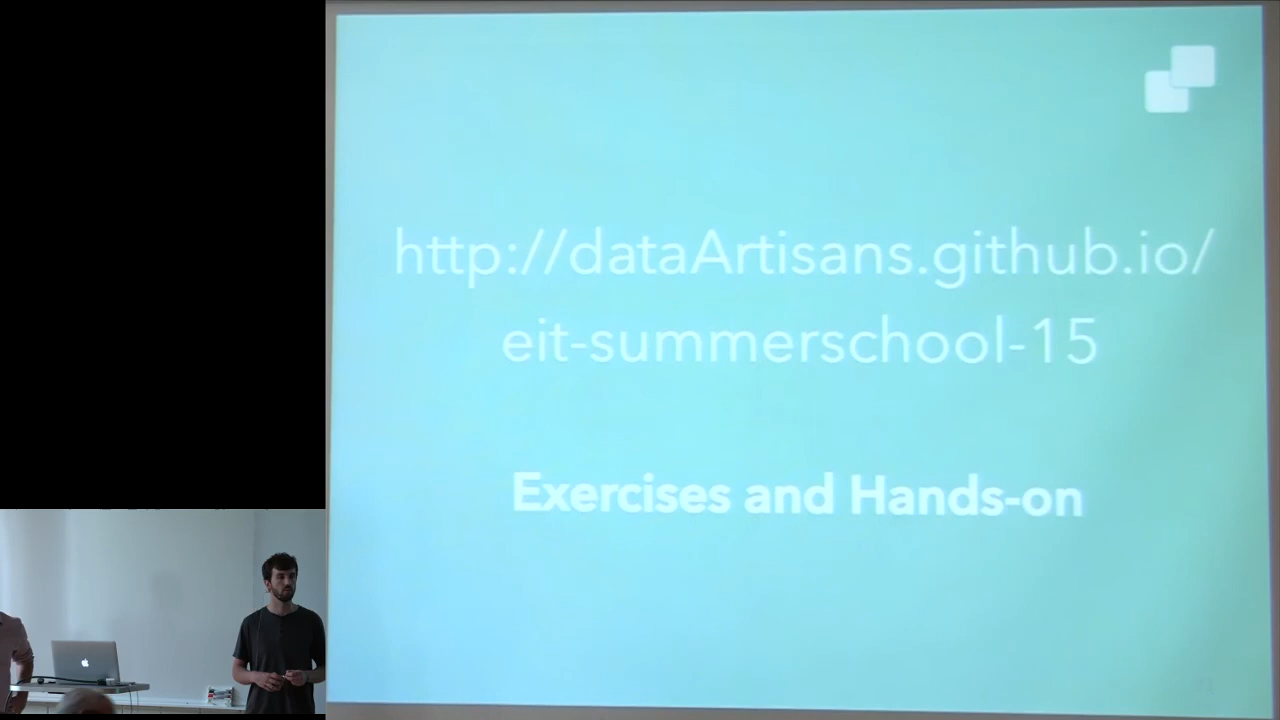 http://dataArtisans.github.io/
eit-summerschool-15
Exercises and Hands-on